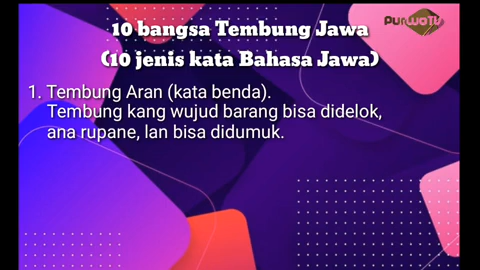 PURWOTV
10 bangsa Tembung Jawa
(10 jenis kata Bahasa Jawa)
1. Tembung Aran (kata benda).
Tembung kang wujud barang bisa didelok,
ana rupane, lan bisa didumuk.